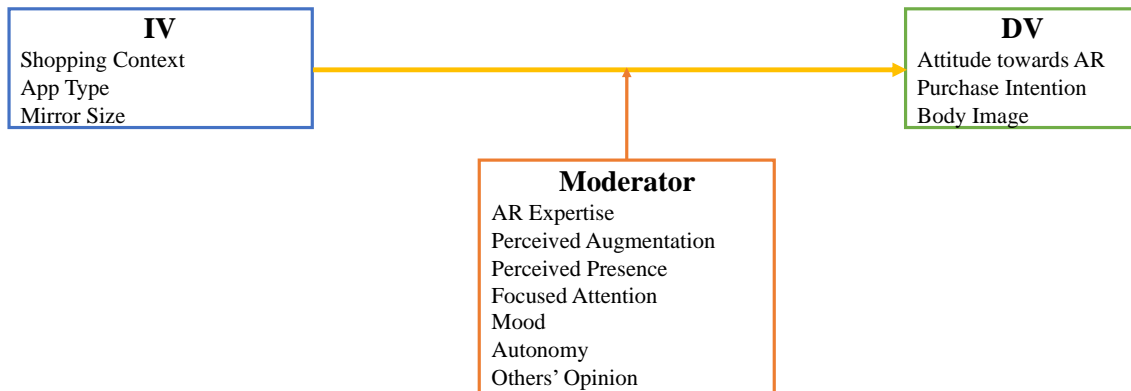 IV
Shopping Context
App Type
Mirror Size
DV
Attitude towards AR
Purchase Intention
Body Image
Moderator
AR Expertise
Perceived Augmentation
Perceived Presence
Focused Attention
Mood
Autonomy
Others’ Opinion